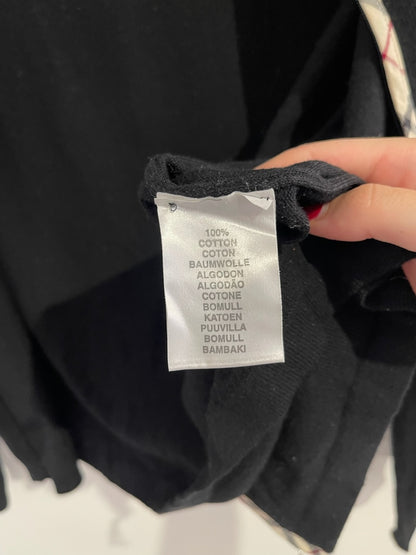 100%
COTTON
COTON
BAUMWOLLE
ALGODON
ALGODÃO
COTONE
BOMULL
KATOEN
PUUVILLA
BOMULL
BAMBAKI